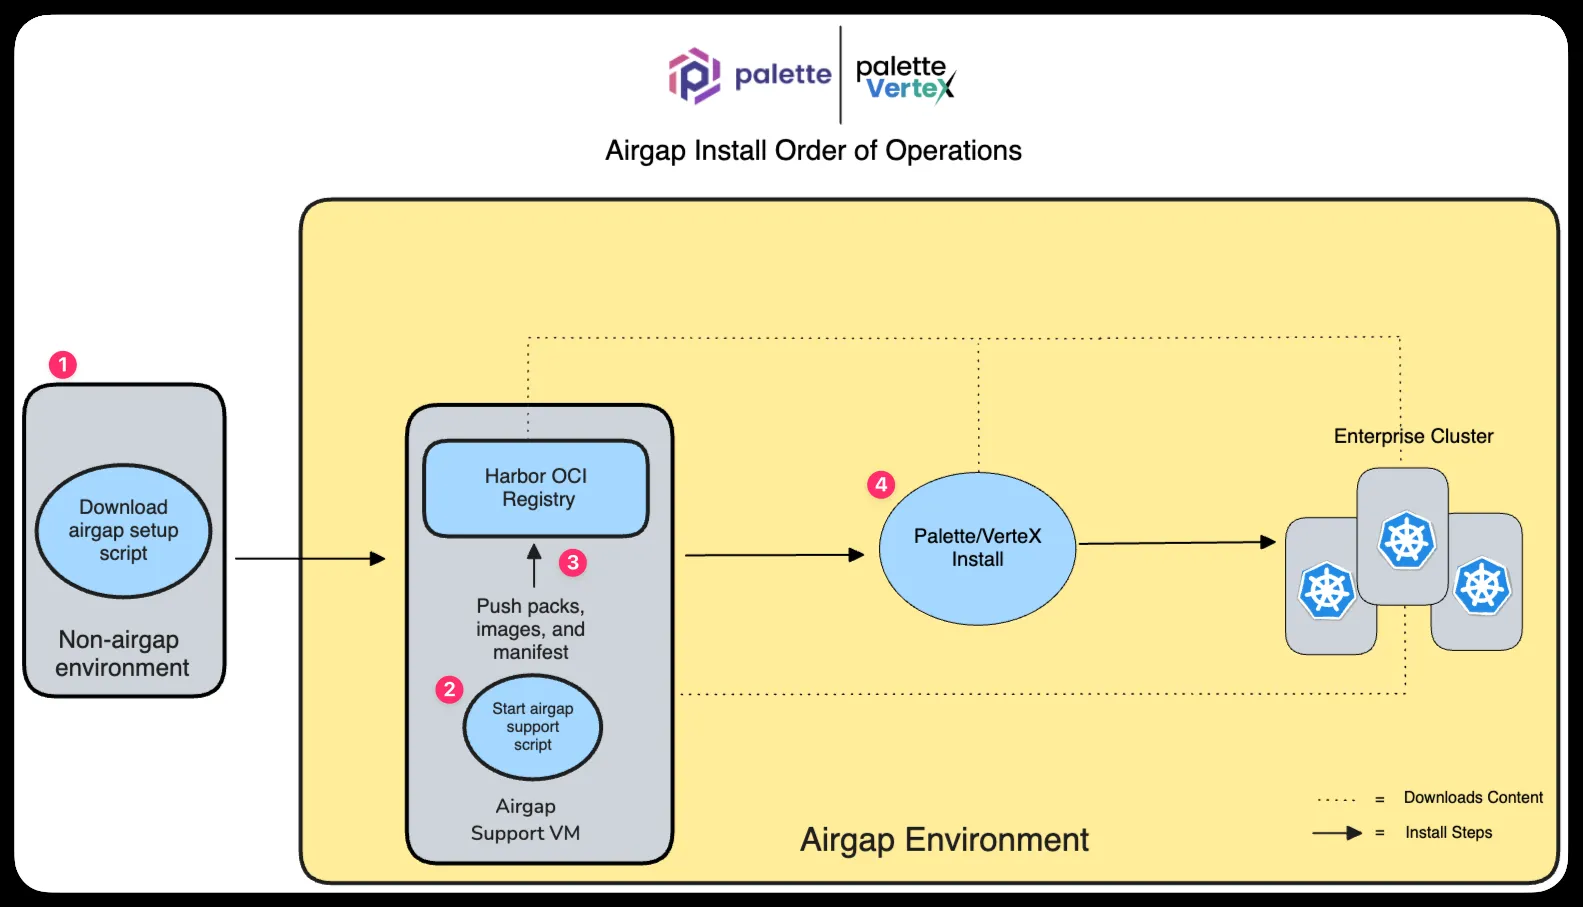 palette
palette
VerteX
Airgap Install Order of Operations
1
Download
airgap setup
script
Non-airgap
environment
Harbor OCI
Registry
3
Push packs,
images, and
manifest
2
Start airgap
support
script
Airgap
Support VM
4
Palette/VerteX
Install
Enterprise Cluster
Airgap Environment
..... = Downloads Content
= Install Steps